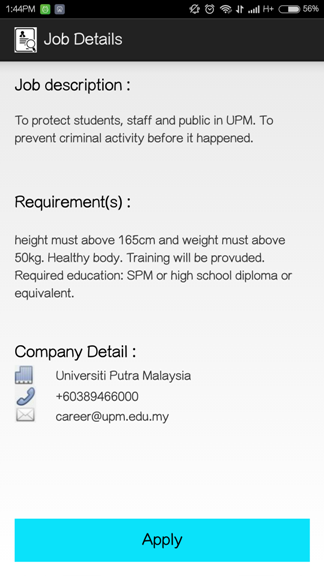 1:44PM H+ 56%
Job Details
Job description :
To protect students, staff and public in UPM. To
prevent criminal activity before it happened.
Requirement(s) :
height must above 165cm and weight must above
50kg. Healthy body. Training will be provuded.
Required education: SPM or high school diploma or
equivalent.
Company Detail :
Universiti Putra Malaysia
+60389466000
career@upm.edu.my
Apply